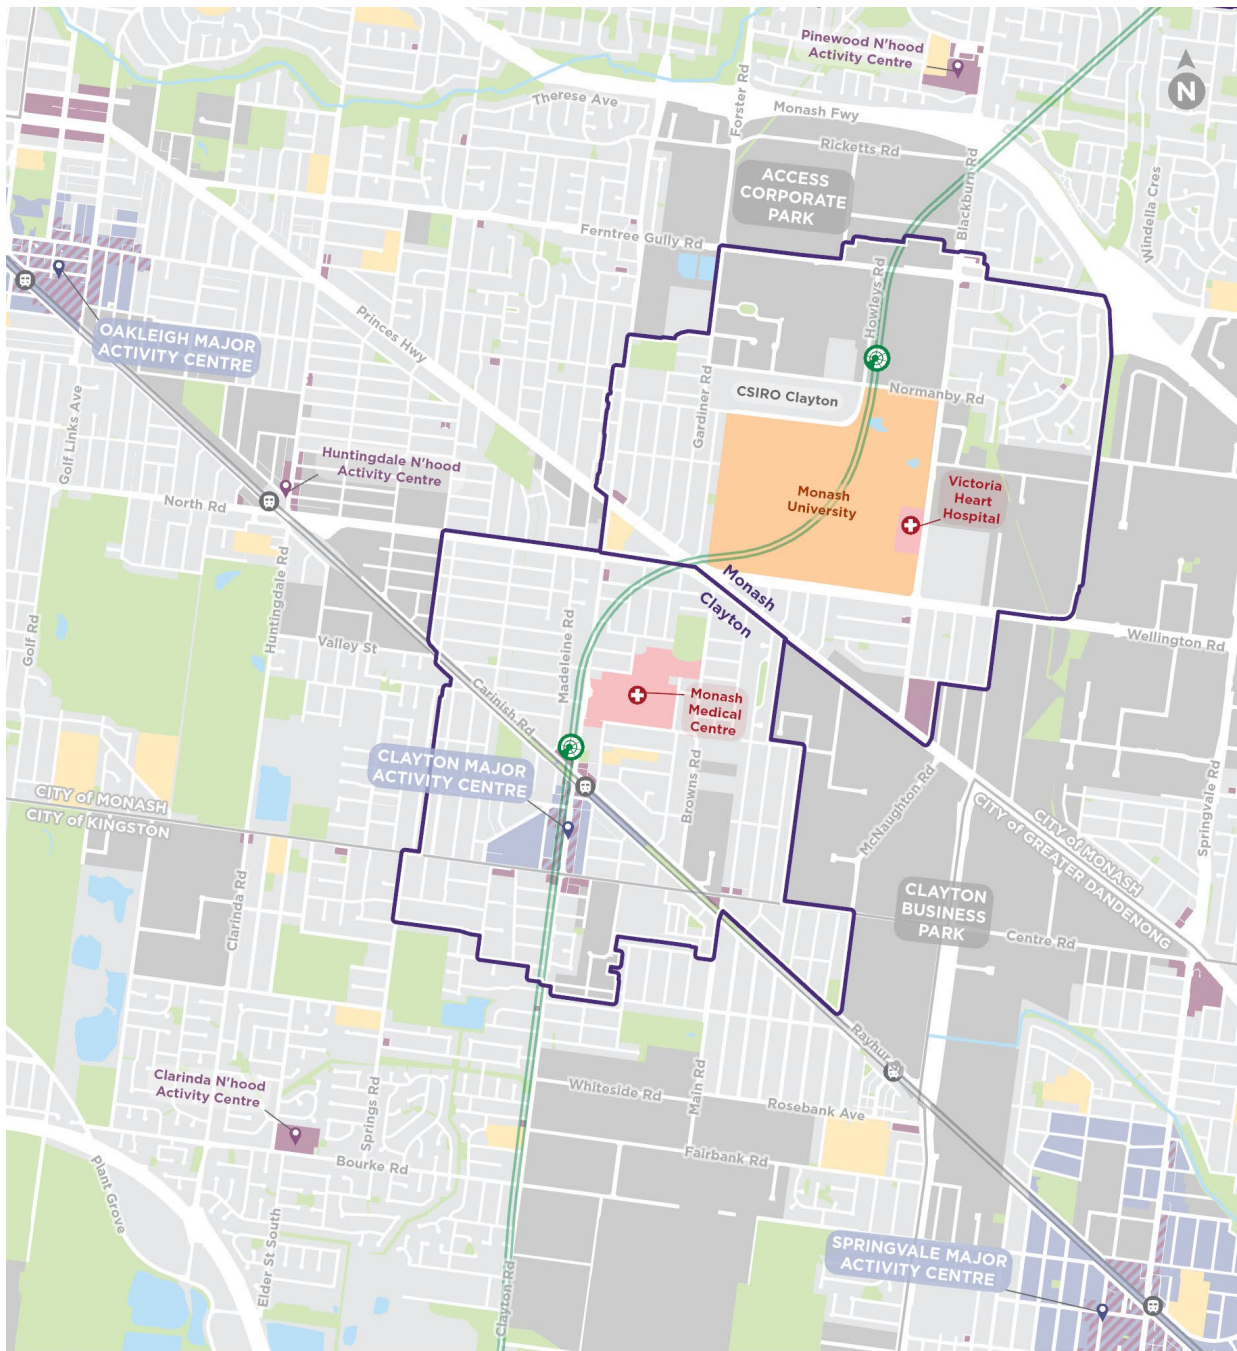 Pinewood N'hood
Activity Centre
N
Therese Ave
Forster Rd
Monash Fwy
Ricketts Rd
Blackburn Rd
Windella Cres
ACCESS
CORPORATE
PARK
Ferntree Gully Rd
Howleys Rd
Princes Hwy
OAKLEIGH MAJOR
ACTIVITY CENTRE
Golf Links Ave
Gardiner Rd
CSIRO Clayton
Normanby Rd
Huntingdale N'hood
Activity Centre
North Rd
Monash
University
Victoria
Heart
Hospital
Huntingdale Rd
Monash
Clayton
Golf Rd
Valley St
Madeleine Rd
Wellington Rd
Carinish Rd
Monash
Medical
Centre
CLAYTON MAJOR
ACTIVITY CENTRE
Browns Rd
McNaughton Rd
Springvale Rd
CITY of MONASH
CITY of KINGSTON
CITY of MONASH
CITY of GREATER DANDENONG
Clarinda Rd
CLAYTON
BUSINESS
PARK
Centre Rd
Rayhur
Clarinda N'hood
Activity Centre
Springs Rd
Whiteside Rd
Main Rd
Rosebank Ave
Bourke Rd
Fairbank Rd
Plant Grove
Elder St South
Clayton Rd
SPRINGVALE MAJOR
ACTIVITY CENTRE